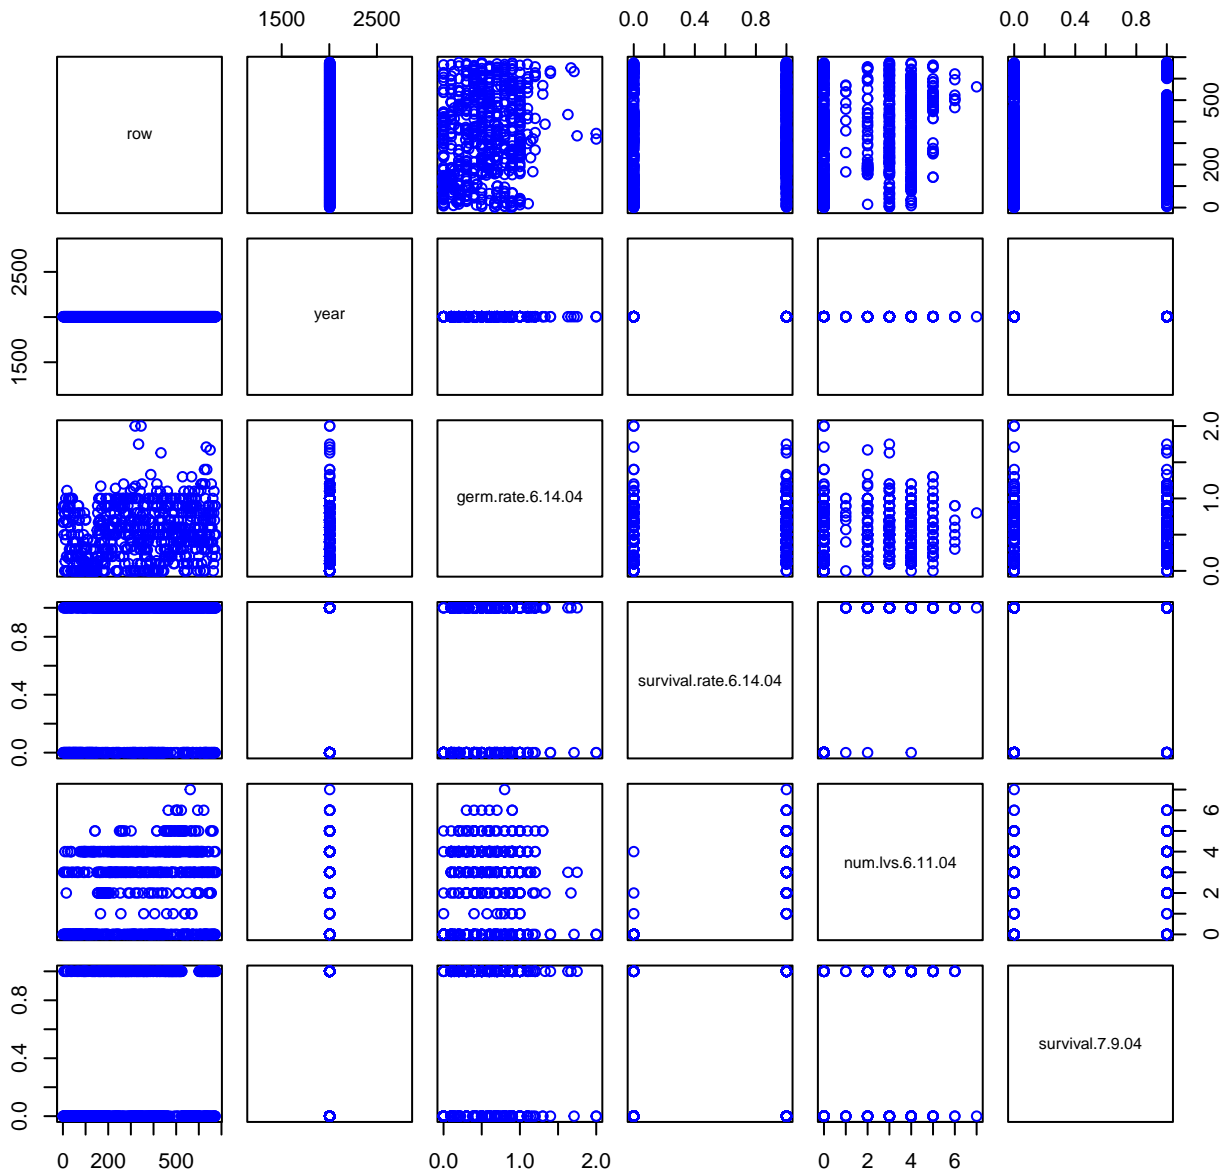 1500 2500 0.0 0.4 0.8 0.0 0.4 0.8
row 0 200 500
1500 2500 year
germ.rate.6.14.04 0.0 1.0 2.0
0.0 0.4 0.8 survival.rate.6.14.04
num.lvs.6.11.04 0 2 4 6
0.0 0.4 0.8 survival.7.9.04
0 200 500 0.0 1.0 2.0 0 2 4 6